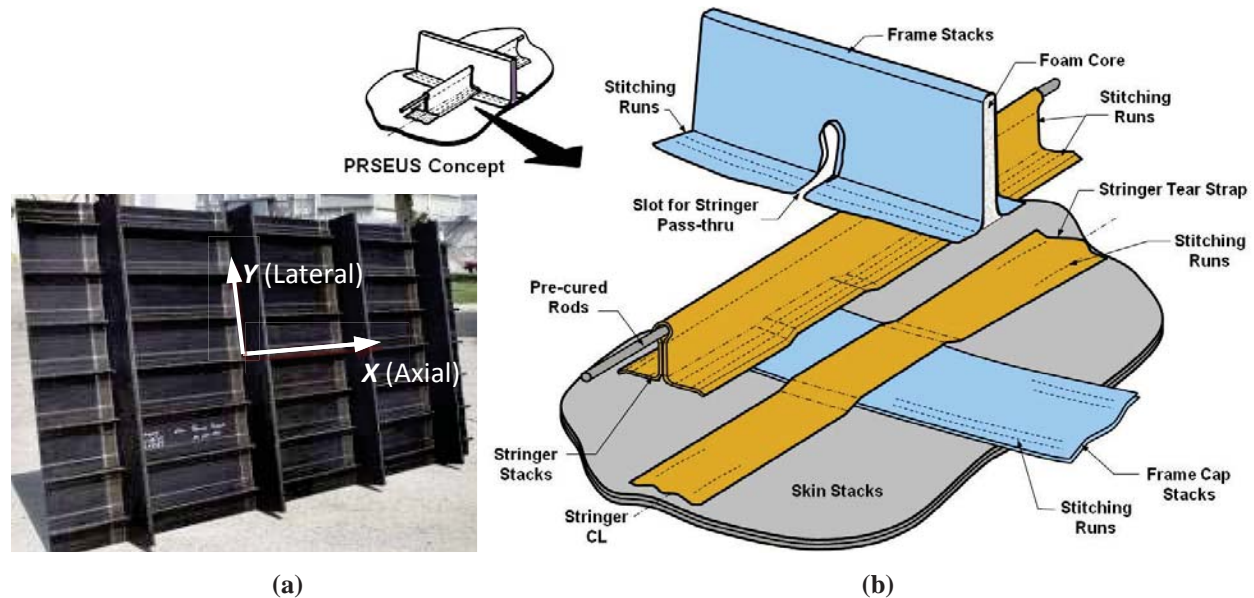 PRSEUS Concept
Y (Lateral)
X (Axial)
(a)
Frame Stacks
Foam Core
Stitching
Runs
Stitching
Runs
Slot for Stringer
Pass-thru
Stringer Tear Strap
Stitching
Runs
Pre-cured
Rods
Stringer
Stacks
Skin Stacks
Stringer
CL
Frame Cap
Stacks
Stitching
Runs
(b)